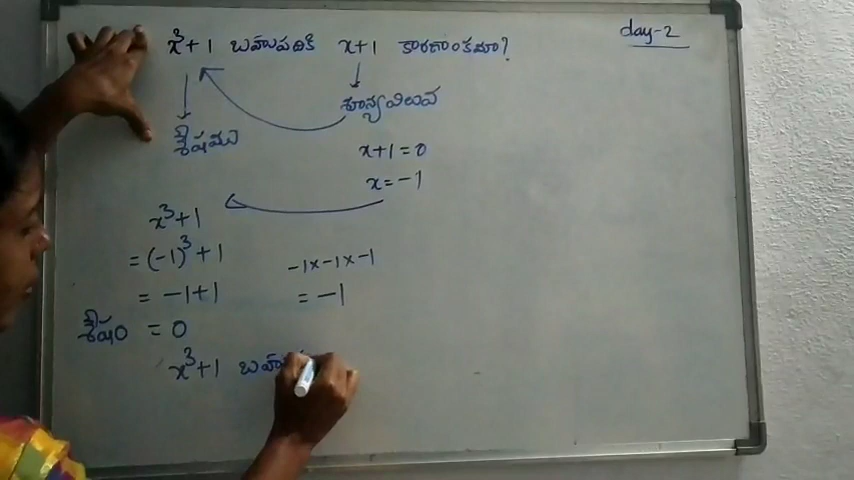 x³+1 బహుపదికి x+1 కారణాంకమా?
day-2
శూన్యవిలువ
శేషము
x+1=0
x=-1
x³+1
=(-1)³+1
-1×-1×-1
= -1+1
= -1
శేషం = 0
x³+1